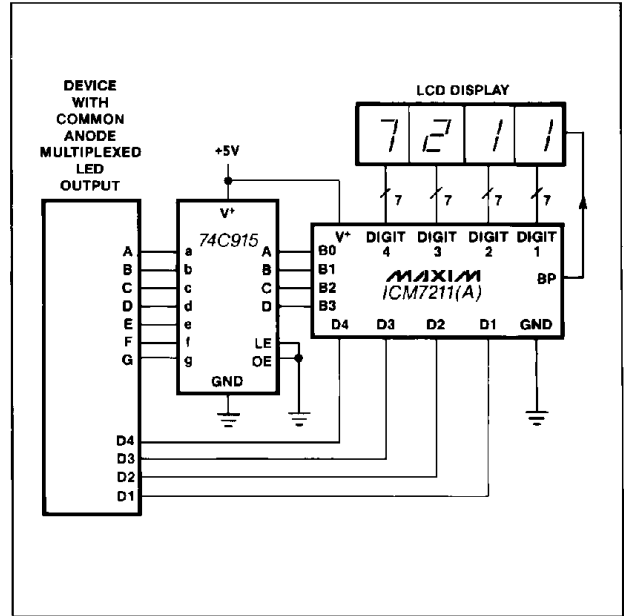 DEVICE
WITH
COMMON
ANODE
MULTIPLEXED
LED
OUTPUT
A
B
C
D
E
F
G
D4
D3
D2
D1
+5V
V+
74C915
a
b
c
d
e
f
g
A
B
C
D
LE
OE
GND
LCD DISPLAY
7 2 1 1
7 7 7 7
V+ DIGIT 4 DIGIT 3 DIGIT 2 DIGIT 1
B0
B1
B2
B3
MAXIM
ICM7211(A)
BP
D4 D3 D2 D1 GND